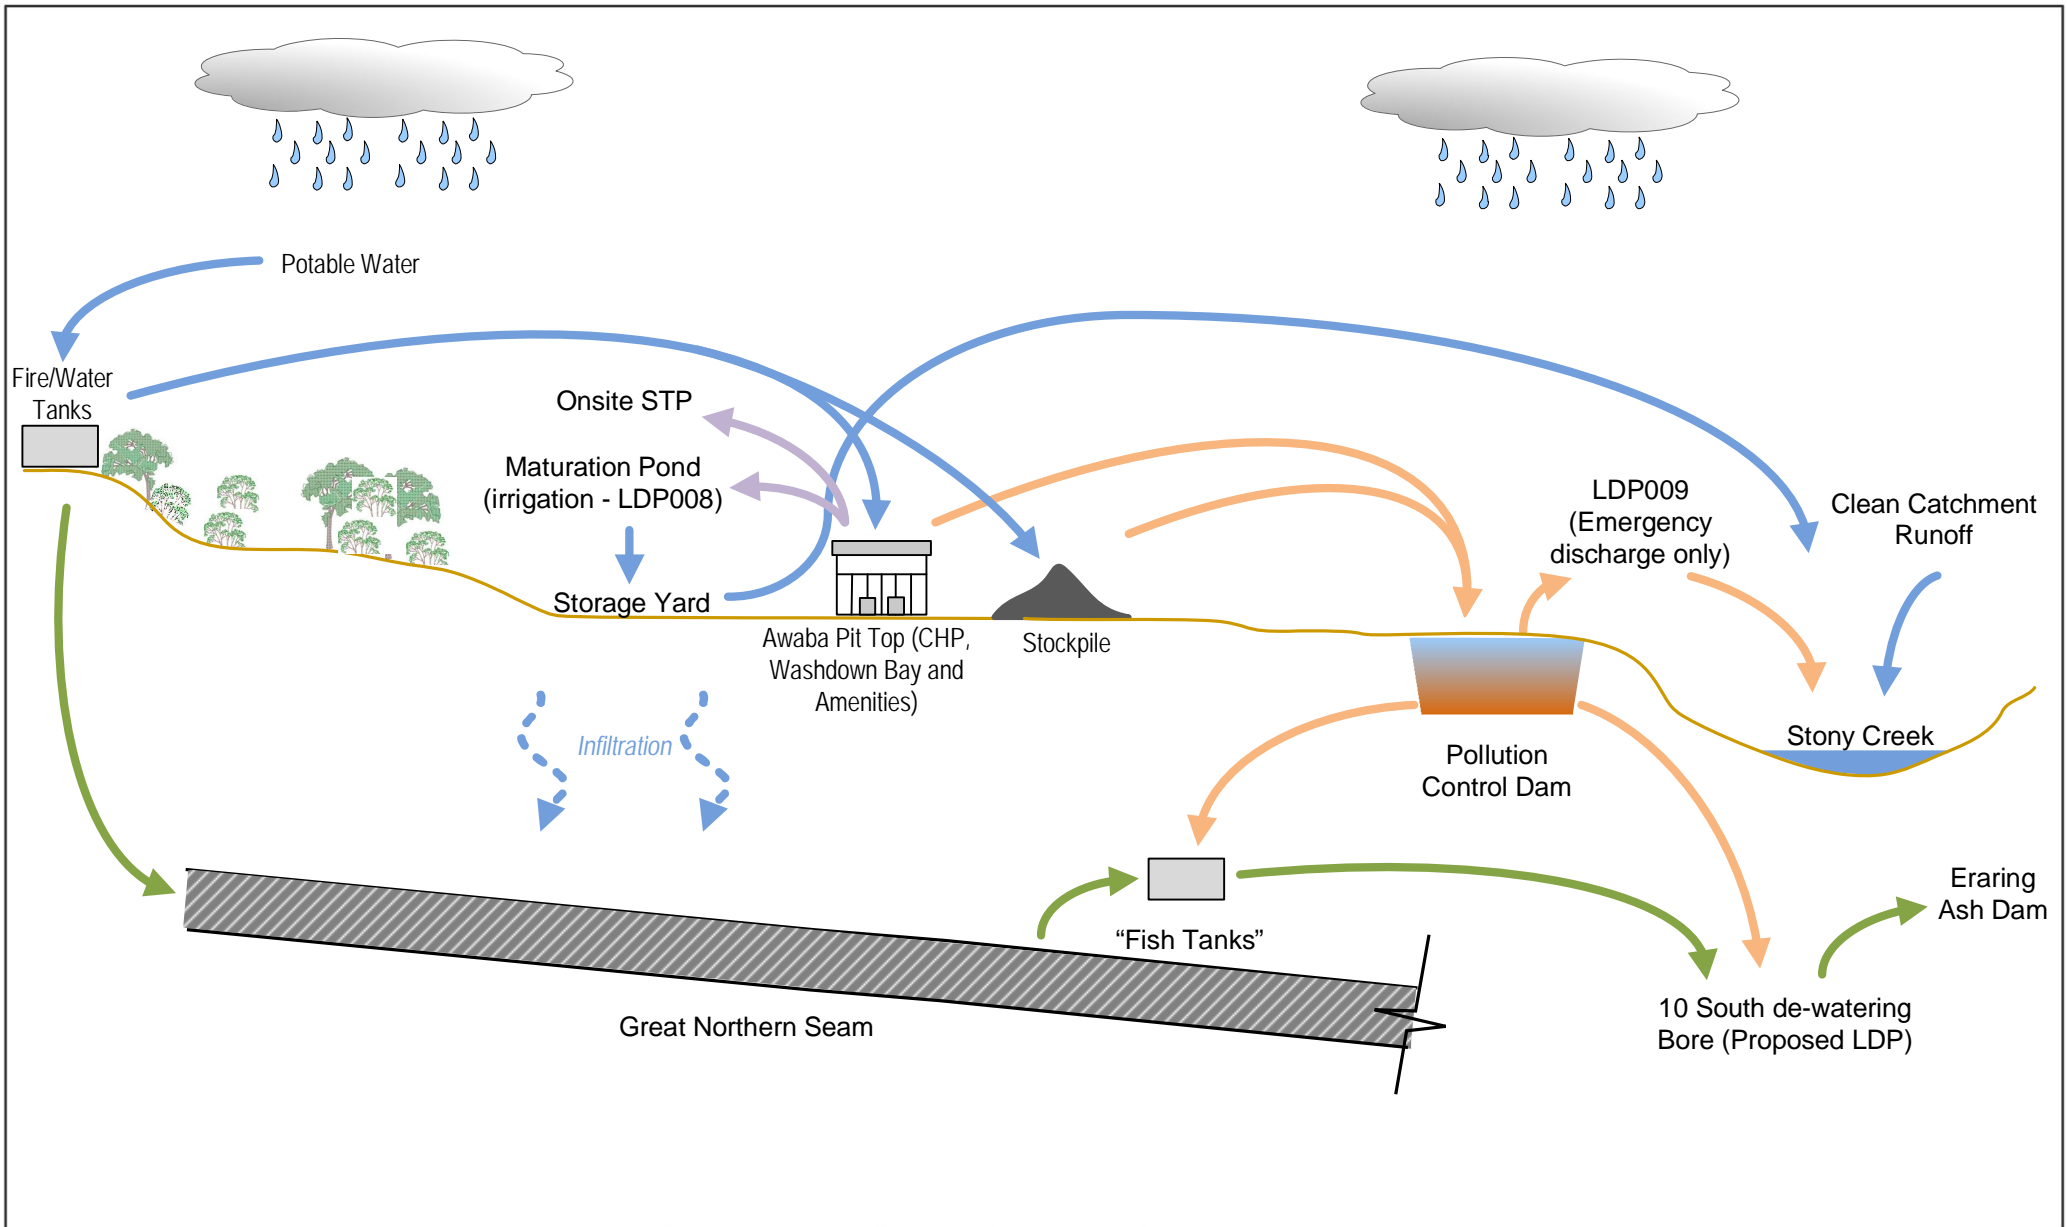 Potable Water
Fire/Water
Tanks
Onsite STP
Maturation Pond
(irrigation - LDP008)
Storage Yard
Awaba Pit Top (CHP,
Washdown Bay and
Amenities)
Stockpile
LDP009
(Emergency
discharge only)
Clean Catchment
Runoff
Stony Creek
Pollution
Control Dam
Infiltration
“Fish Tanks”
Eraring
Ash Dam
10 South de-watering
Bore (Proposed LDP)
Great Northern Seam